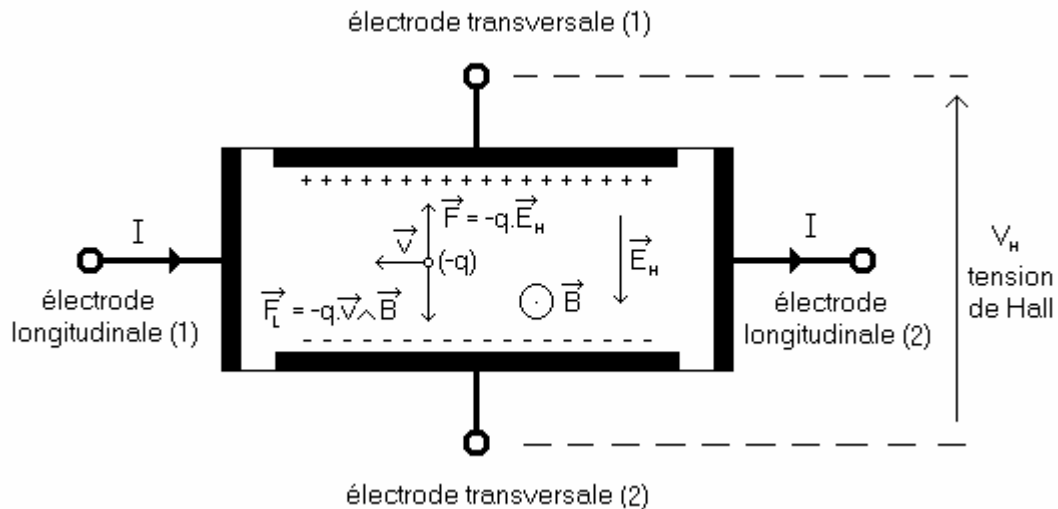 électrode transversale (1)
+ + + + + + + + + + + + + + + + + +
I
F = -q.E_H
v
(-q)
E_H
I
V_H
tension
de Hall
électrode
longitudinale (1)
F_L = -q.v∧B
B
électrode
longitudinale (2)
- - - - - - - - - - - - - - - - - -
électrode transversale (2)